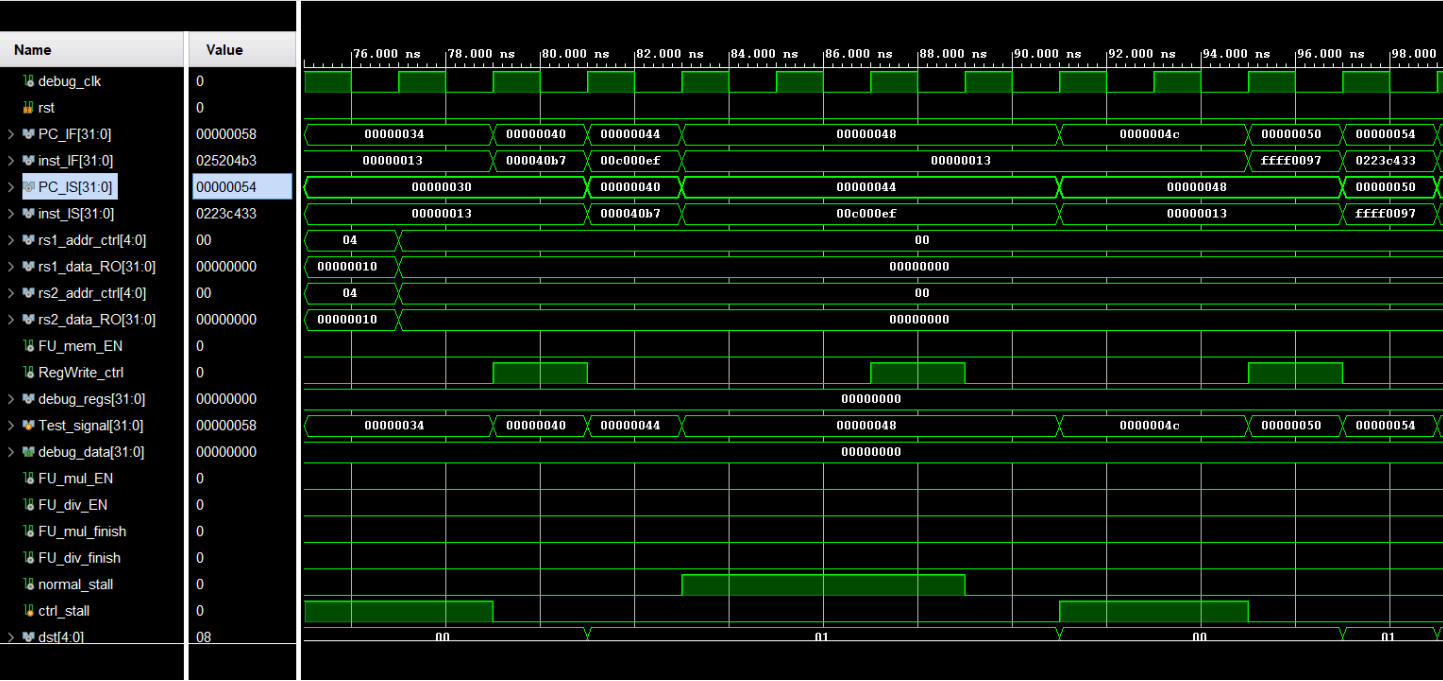 Name Value 76.000 ns 78.000 ns 80.000 ns 82.000 ns 84.000 ns 86.000 ns 88.000 ns 90.000 ns 92.000 ns 94.000 ns 96.000 ns 98.000
debug_clk 0
rst 0
PC_IF[31:0] 00000058 00000034 00000040 00000044 00000048 0000004c 00000050 00000054
inst_IF[31:0] 025204b3 00000013 000040b7 00c000ef 00000013 ffff0097 0223c433
PC_IS[31:0] 00000054 00000030 00000040 00000044 00000048 00000050
inst_IS[31:0] 0223c433 00000013 000040b7 00c000ef 00000013 ffff0097
rs1_addr_ctrl[4:0] 00 04 00
rs1_data_RO[31:0] 00000000 00000010 00000000
rs2_addr_ctrl[4:0] 00 04 00
rs2_data_RO[31:0] 00000000 00000010 00000000
FU_mem_EN 0
RegWrite_ctrl 0
debug_regs[31:0] 00000000 00000000
Test_signal[31:0] 00000058 00000034 00000040 00000044 00000048 0000004c 00000050 00000054
debug_data[31:0] 00000000 00000000
FU_mul_EN 0
FU_div_EN 0
FU_mul_finish 0
FU_div_finish 0
normal_stall 0
ctrl_stall 0
dst[4:0] 08 00 01 00 01